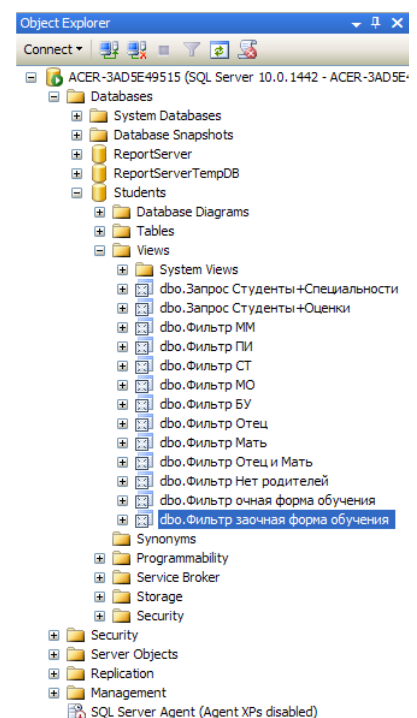 Object Explorer
Connect
ACER-3AD5E49515 (SQL Server 10.0.1442 - ACER-3AD5E4
Databases
System Databases
Database Snapshots
ReportServer
ReportServerTempDB
Students
Database Diagrams
Tables
Views
System Views
dbo.Запрос Студенты+Специальности
dbo.Запрос Студенты+Оценки
dbo.Фильтр ММ
dbo.Фильтр ПИ
dbo.Фильтр СТ
dbo.Фильтр МО
dbo.Фильтр БУ
dbo.Фильтр Отец
dbo.Фильтр Мать
dbo.Фильтр Отец и Мать
dbo.Фильтр Нет родителей
dbo.Фильтр очная форма обучения
dbo.Фильтр заочная форма обучения
Synonyms
Programmability
Service Broker
Storage
Security
Security
Server Objects
Replication
Management
SQL Server Agent (Agent XPs disabled)